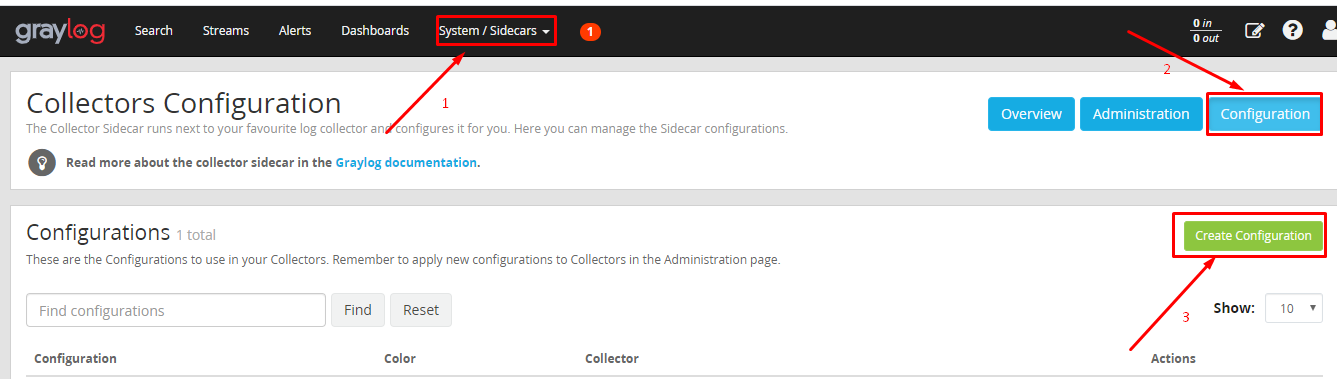 graylog Search Streams Alerts Dashboards System / Sidecars 1 0 in
0 out
1
2
Collectors Configuration
The Collector Sidecar runs next to your favourite log collector and configures it for you. Here you can manage the Sidecar configurations.
Overview Administration Configuration
Read more about the collector sidecar in the Graylog documentation.
Configurations 1 total
Create Configuration
These are the Configurations to use in your Collectors. Remember to apply new configurations to Collectors in the Administration page.
Find configurations Find Reset Show: 10
3
Configuration Color Collector Actions